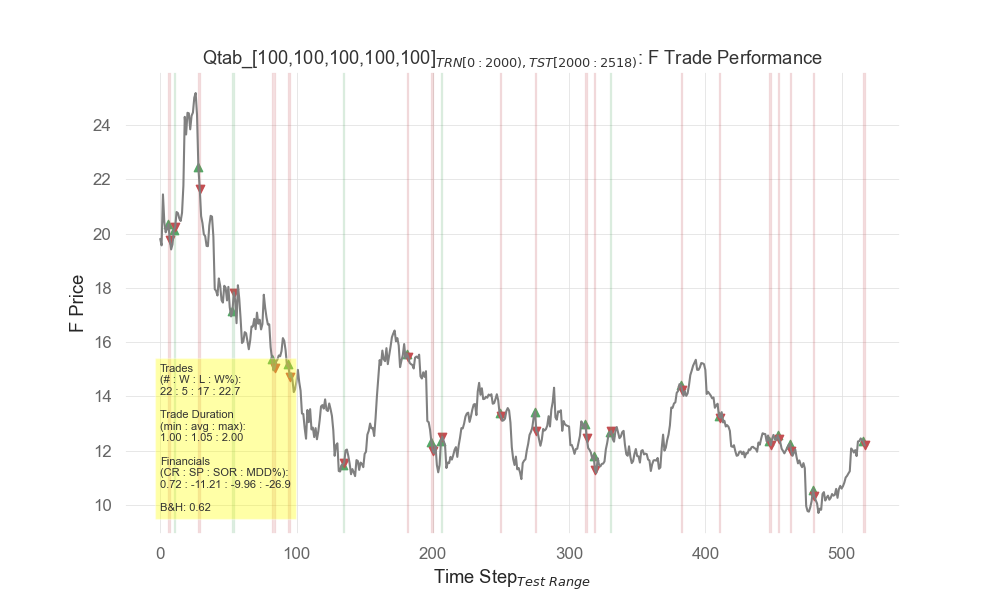 Qtab_[100,100,100,100,100]TRN[0 : 2000), TST[2000 : 2518): F Trade Performance
F Price
24
22
20
18
16
14
12
10
Trades
(# : W : L : W%):
22 : 5 : 17 : 22.7
Trade Duration
(min : avg : max):
1.00 : 1.05 : 2.00
Financials
(CR : SP : SOR : MDD%):
0.72 : -11.21 : -9.96 : -26.9
B&H: 0.62
0 100 200 300 400 500
Time StepTest Range